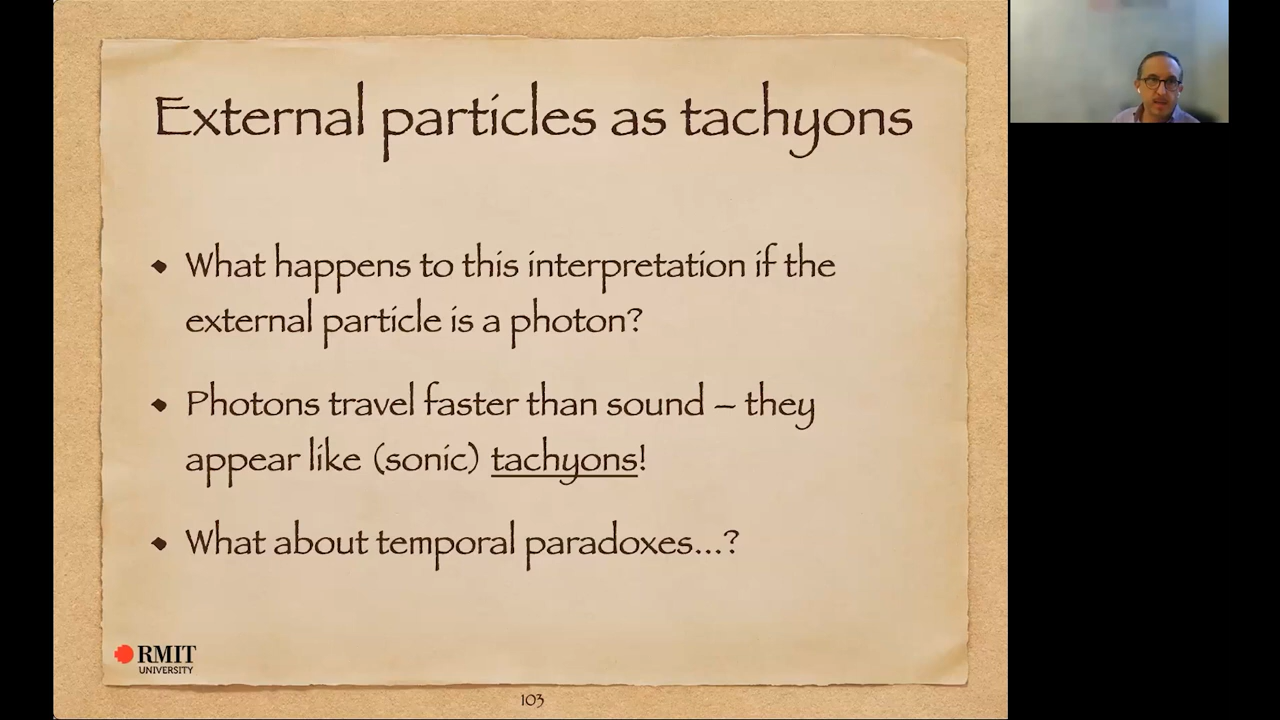 External particles as tachyons
• What happens to this interpretation if the
external particle is a photon?
• Photons travel faster than sound – they
appear like (sonic) tachyons!
• What about temporal paradoxes...?
RMIT
UNIVERSITY
103